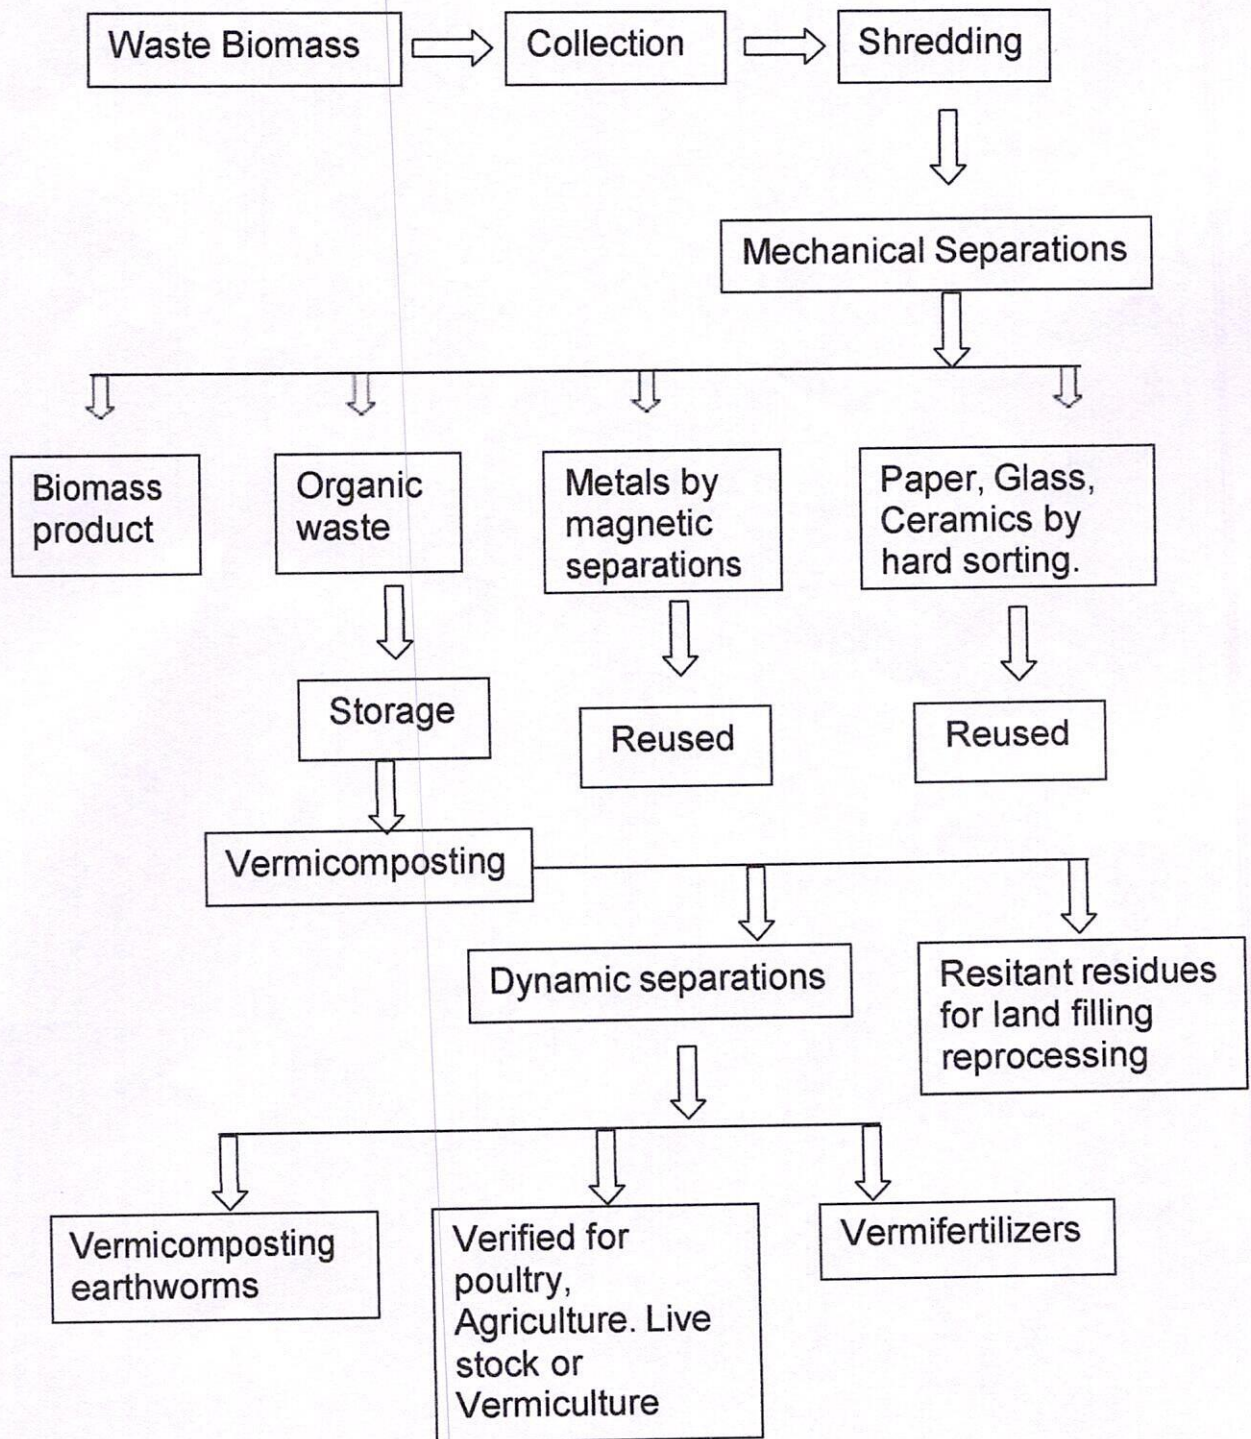 Waste Biomass
Collection
Shredding
Mechanical Separations
Biomass
product
Organic
waste
Metals by
magnetic
separations
Paper, Glass,
Ceramics by
hard sorting.
Storage
Reused
Reused
Vermicomposting
Dynamic separations
Resitant residues
for land filling
reprocessing
Vermicomposting
earthworms
Verified for
poultry,
Agriculture. Live
stock or
Vermiculture
Vermifertilizers